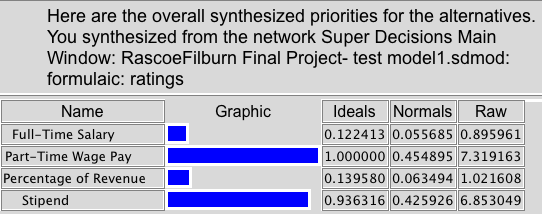 Here are the overall synthesized priorities for the alternatives.
You synthesized from the network Super Decisions Main
Window: RascoeFilburn Final Project- test model1.sdmod:
formulaic: ratings
Name Graphic Ideals Normals Raw
Full-Time Salary 0.122413 0.055685 0.895961
Part-Time Wage Pay 1.000000 0.454895 7.319163
Percentage of Revenue 0.139580 0.063494 1.021608
Stipend 0.936316 0.425926 6.853049